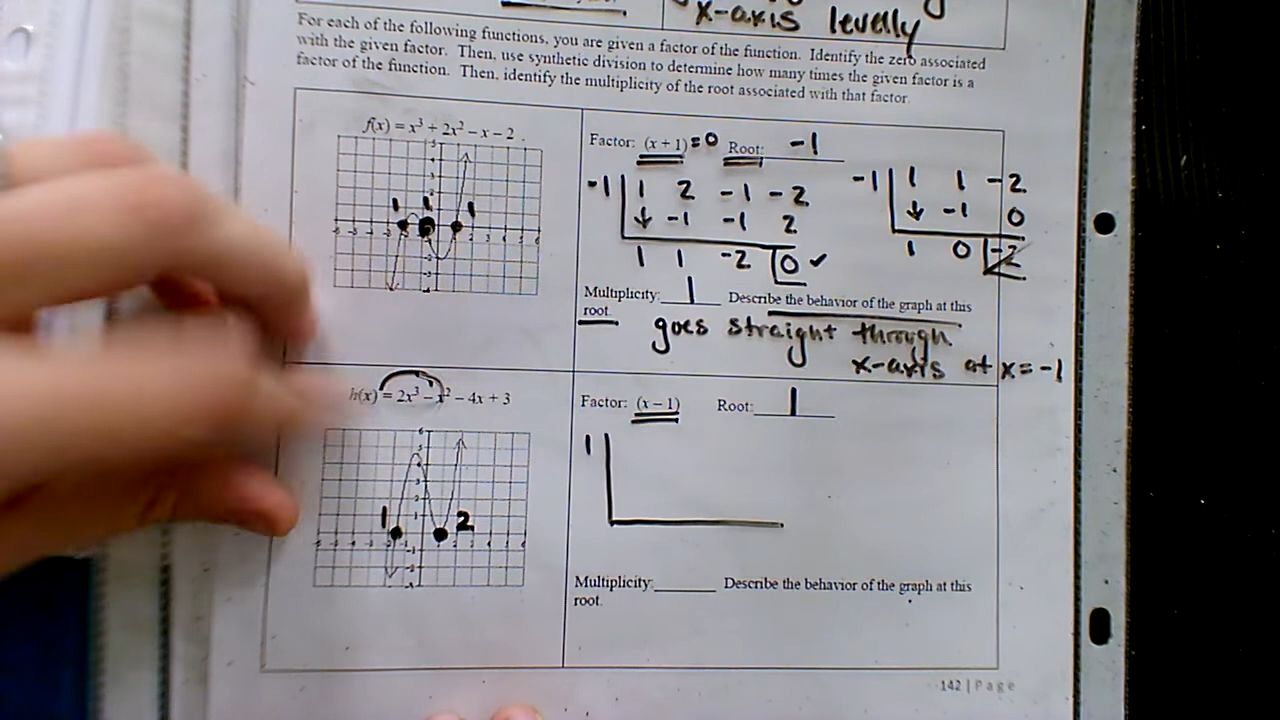 x-axis levelly
For each of the following functions, you are given a factor of the function. Identify the zero associated
with the given factor. Then, use synthetic division to determine how many times the given factor is a
factor of the function. Then, identify the multiplicity of the root associated with that factor.
f(x) = x³ + 2x² − x − 2
Factor: (x + 1) = 0 Root: -1
-1 1 2 -1 -2
↓ -1 -1 2
1 1 -2 0 ✓
-1 1 1 -2
↓ -1 0
1 0 -2
1 1 1
Multiplicity: 1 Describe the behavior of the graph at this
root.
goes straight through
x-axis at x = -1
h(x) = 2x³ − x² − 4x + 3
Factor: (x − 1) Root: 1
1
1 2
Multiplicity: Describe the behavior of the graph at this
root.
142 | Page